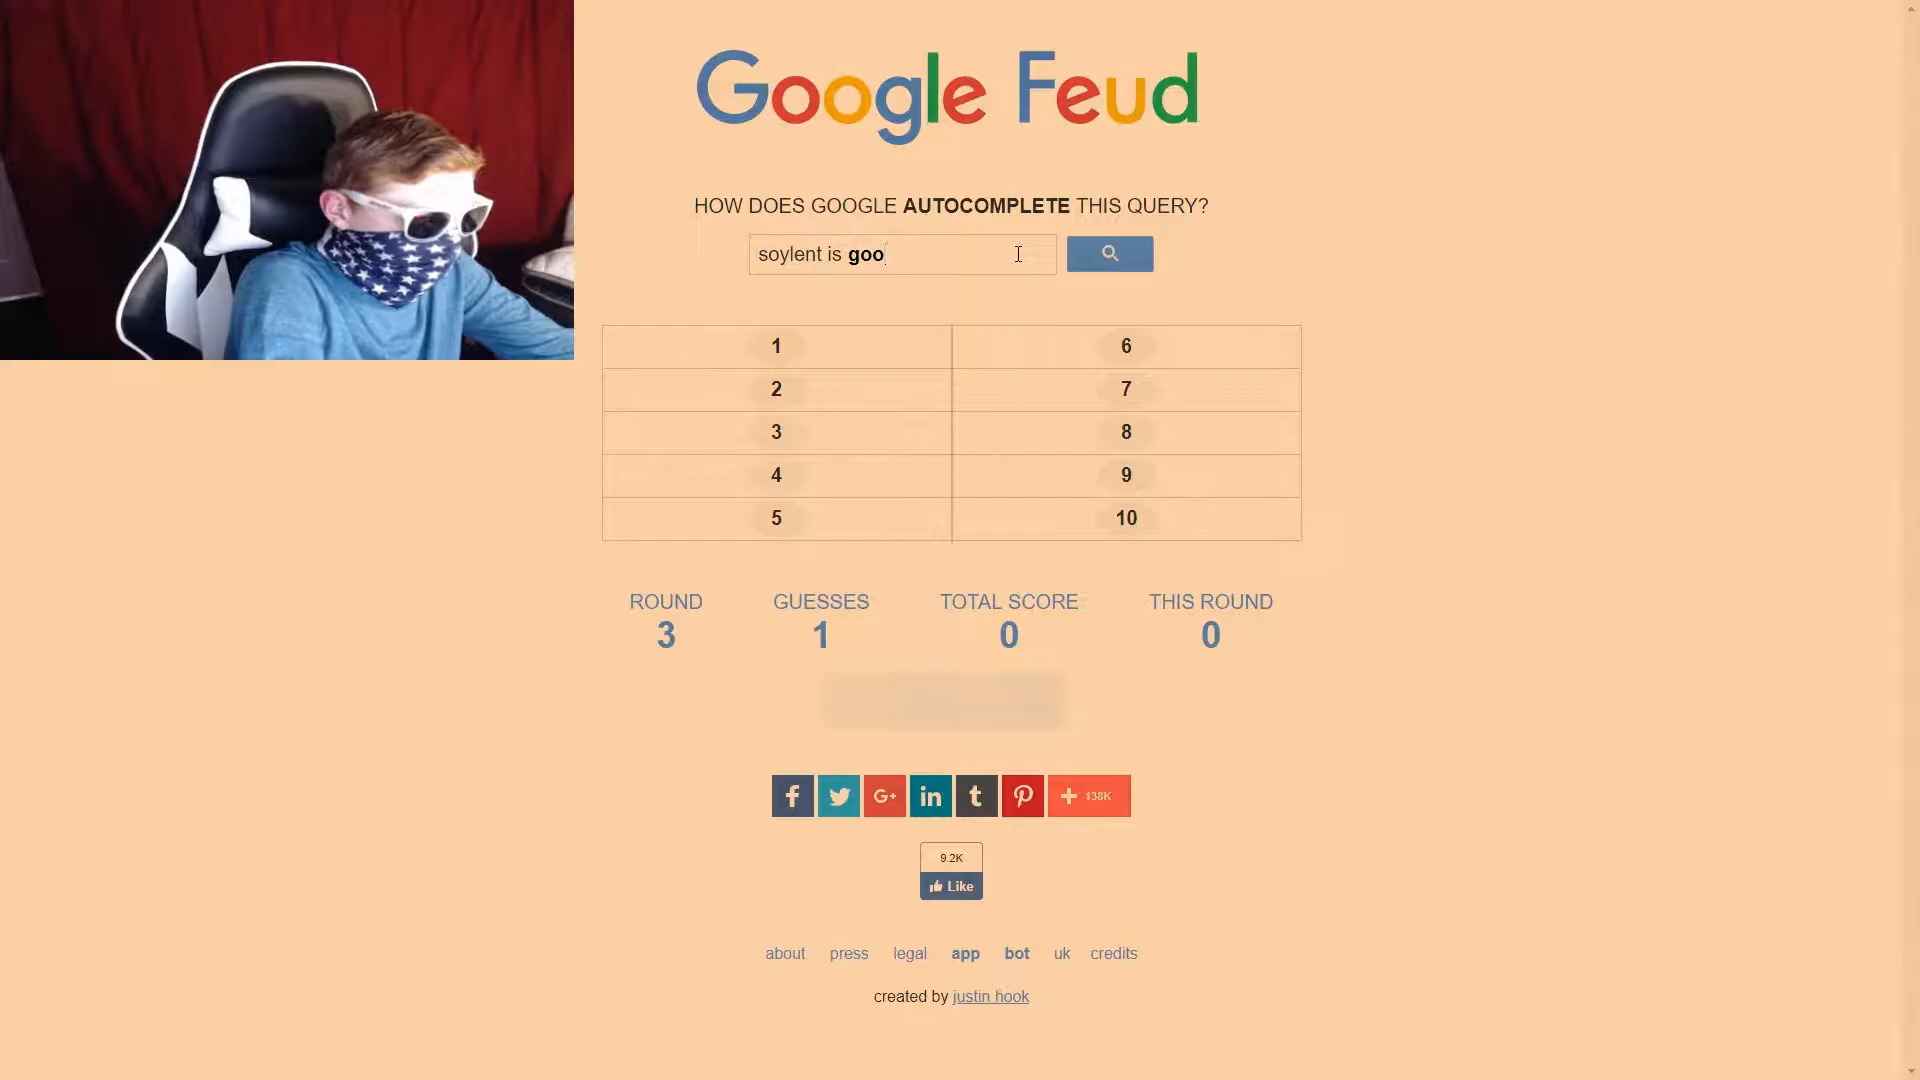 Google Feud
HOW DOES GOOGLE AUTOCOMPLETE THIS QUERY?
soylent is goo
1 6
2 7
3 8
4 9
5 10
ROUND GUESSES TOTAL SCORE THIS ROUND
3 1 0 0
f G+ in t 138K
9.2K
Like
about press legal app bot uk credits
created by justin hook